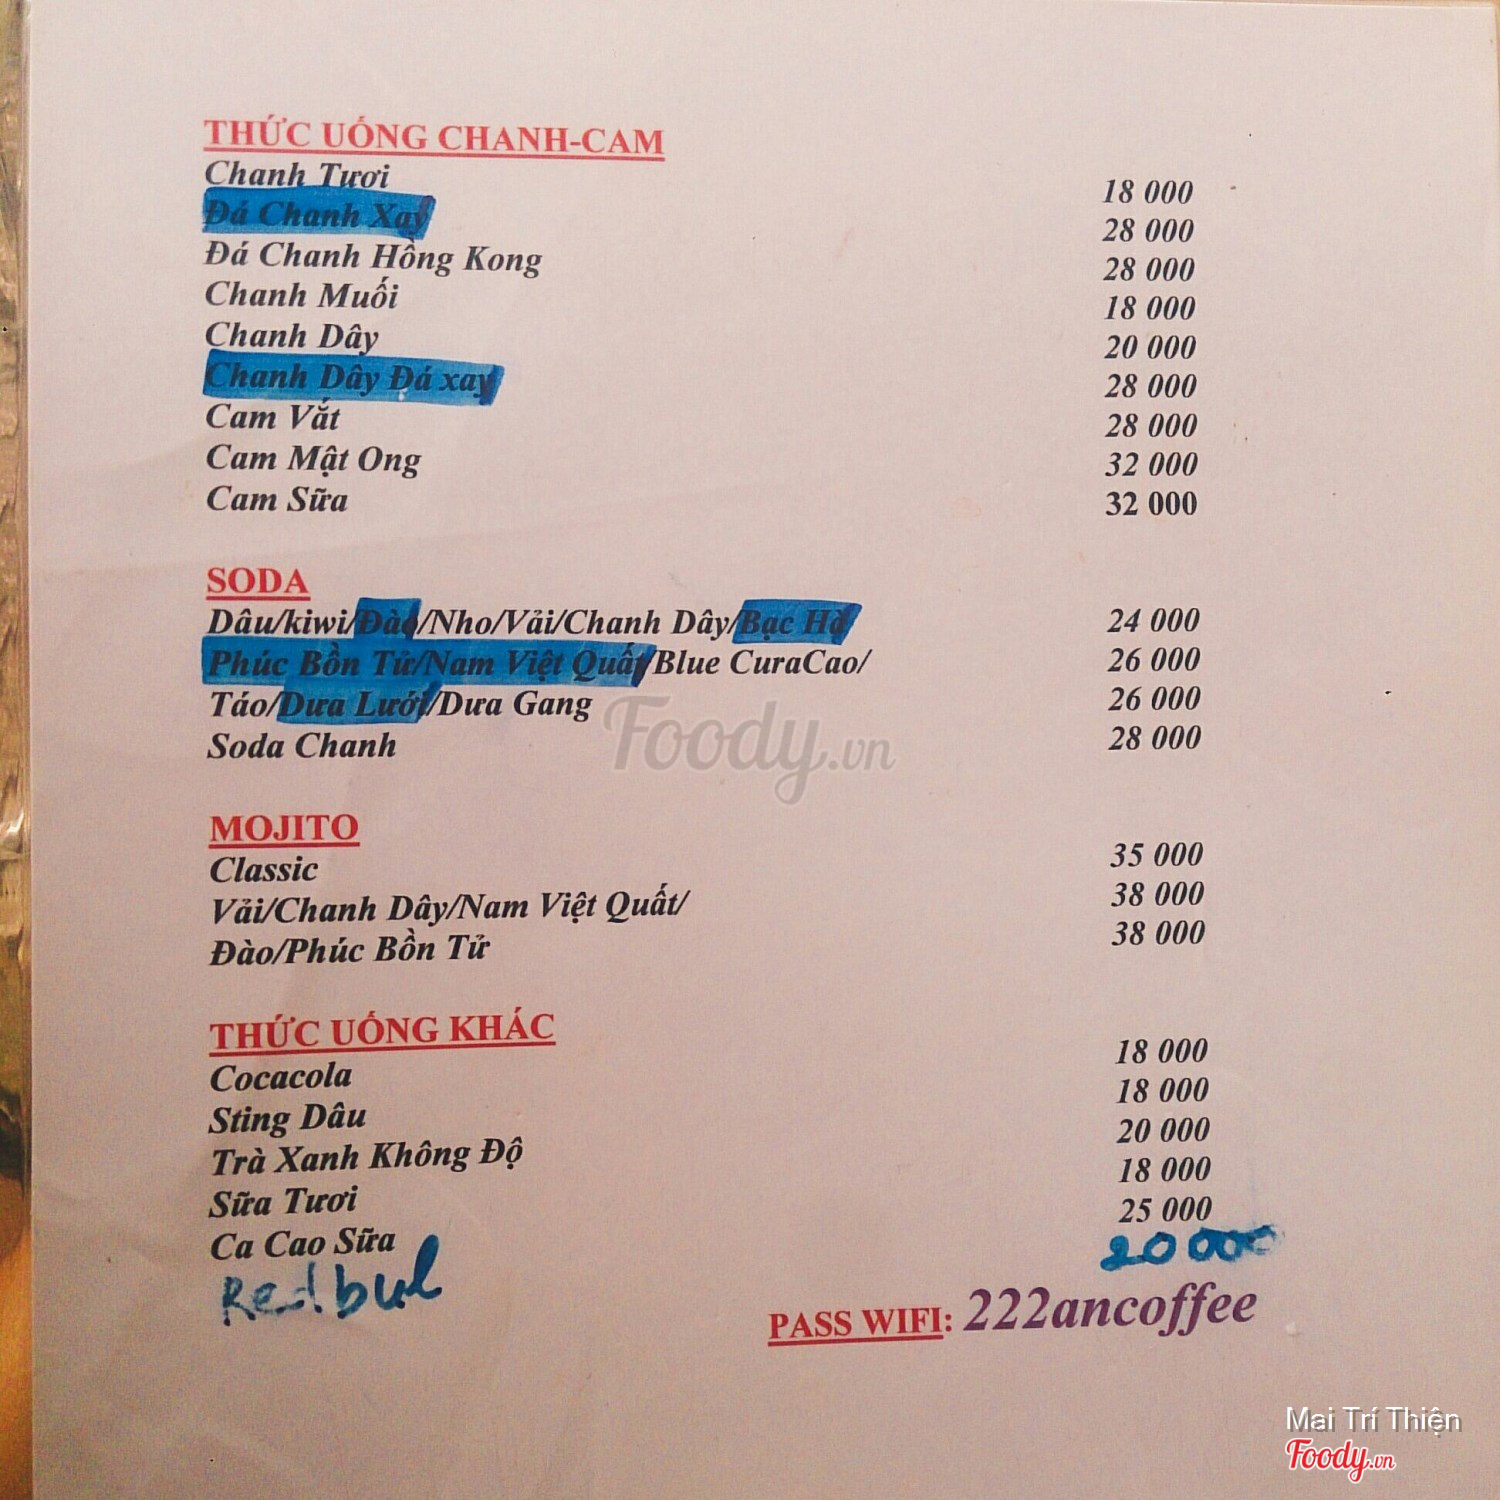 THỨC UỐNG CHANH-CAM
Chanh Tươi 18 000
Đá Chanh Xay 28 000
Đá Chanh Hồng Kong 28 000
Chanh Muối 18 000
Chanh Dây 20 000
Chanh Dây Đá xay 28 000
Cam Vắt 28 000
Cam Mật Ong 32 000
Cam Sữa 32 000
SODA
Dâu/kiwi/Đào/Nho/Vải/Chanh Dây/Bạc Hà 24 000
Phúc Bồn Tử/Nam Việt Quất/Blue CuraCao/ 26 000
Táo/Dưa Lưới/Dưa Gang 26 000
Soda Chanh 28 000
Foody.vn
MOJITO
Classic 35 000
Vải/Chanh Dây/Nam Việt Quất/ 38 000
Đào/Phúc Bồn Tử 38 000
THỨC UỐNG KHÁC
Cocacola 18 000
Sting Dâu 18 000
Trà Xanh Không Độ 20 000
Sữa Tươi 18 000
Ca Cao Sữa 25 000
Redbul 20 000
PASS WIFI: 222ancoffee
Mai Trí Thiện
Foody.vn